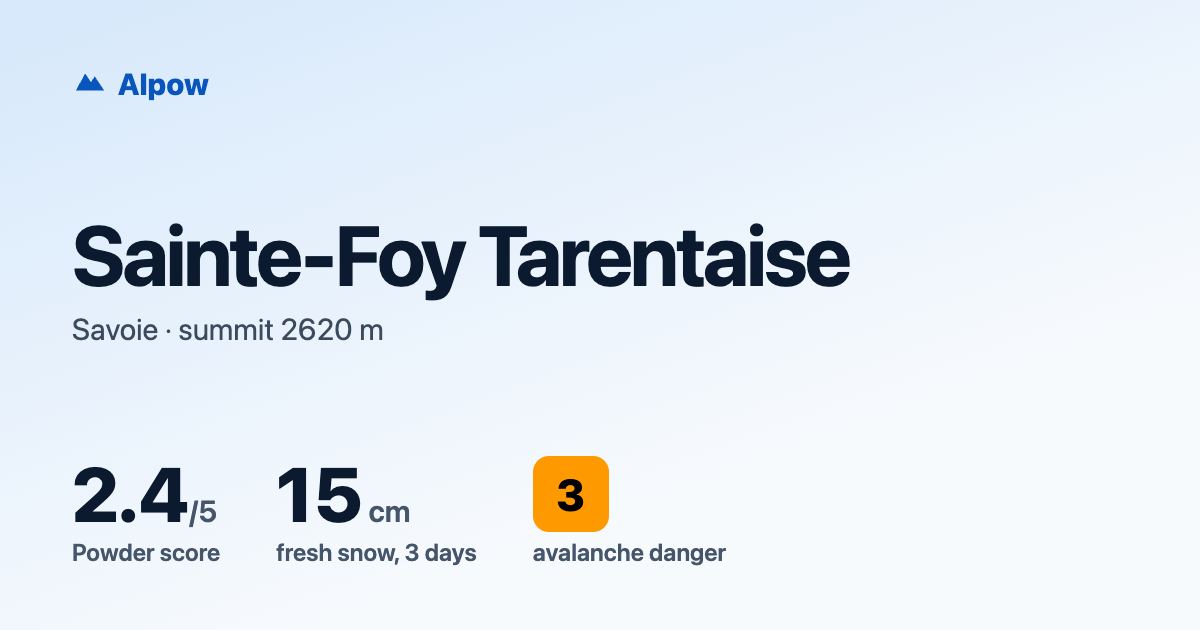 Alpow
Sainte-Foy Tarentaise
Savoie · summit 2620 m
2.4/5
Powder score
15 cm
fresh snow, 3 days
3
avalanche danger